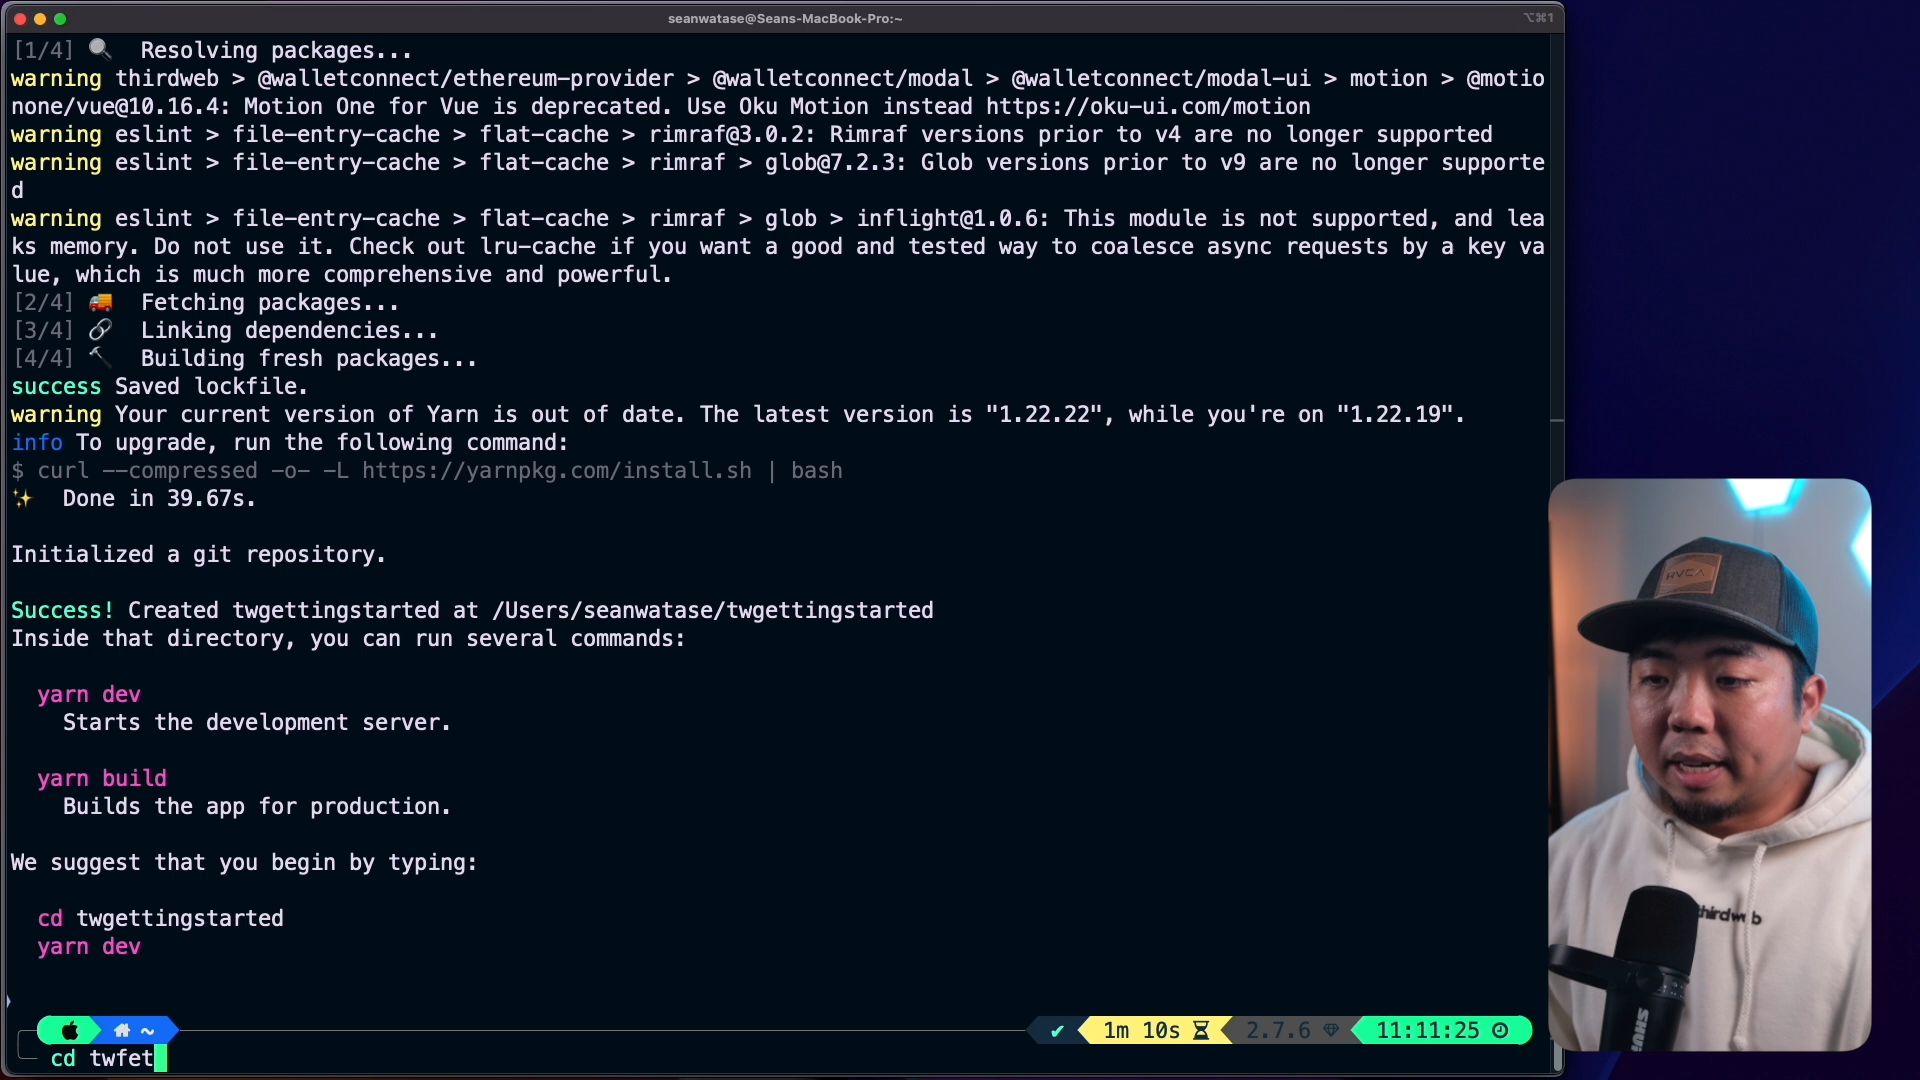 seanwatase@Seans-MacBook-Pro:~
⌥⌘1
[1/4] 🔍 Resolving packages...
warning thirdweb > @walletconnect/ethereum-provider > @walletconnect/modal > @walletconnect/modal-ui > motion > @motio
none/vue@10.16.4: Motion One for Vue is deprecated. Use Oku Motion instead https://oku-ui.com/motion
warning eslint > file-entry-cache > flat-cache > rimraf@3.0.2: Rimraf versions prior to v4 are no longer supported
warning eslint > file-entry-cache > flat-cache > rimraf > glob@7.2.3: Glob versions prior to v9 are no longer supporte
d
warning eslint > file-entry-cache > flat-cache > rimraf > glob > inflight@1.0.6: This module is not supported, and lea
ks memory. Do not use it. Check out lru-cache if you want a good and tested way to coalesce async requests by a key va
lue, which is much more comprehensive and powerful.
[2/4] 🚚 Fetching packages...
[3/4] 🔗 Linking dependencies...
[4/4] 🔨 Building fresh packages...
success Saved lockfile.
warning Your current version of Yarn is out of date. The latest version is "1.22.22", while you're on "1.22.19".
info To upgrade, run the following command:
$ curl --compressed -o- -L https://yarnpkg.com/install.sh | bash
✨ Done in 39.67s.
Initialized a git repository.
Success! Created twgettingstarted at /Users/seanwatase/twgettingstarted
Inside that directory, you can run several commands:
yarn dev
Starts the development server.
yarn build
Builds the app for production.
We suggest that you begin by typing:
cd twgettingstarted
yarn dev
~ ✔ 1m 10s 2.7.6 11:11:25
cd twfet
RVCA
thirdweb
SHU